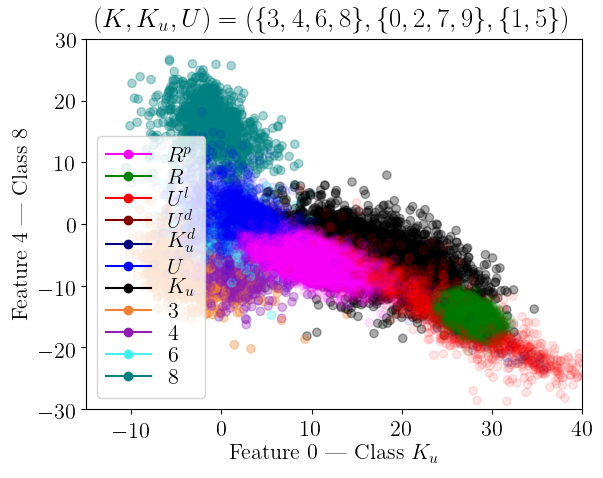 (K, K_u, U) = ({3, 4, 6, 8}, {0, 2, 7, 9}, {1, 5})
Feature 4 — Class 8
30
20
10
0
−10
−20
−30
R^p
R
U^l
U^d
K_u^d
U
K_u
3
4
6
8
−10
0
10
20
30
40
Feature 0 — Class K_u